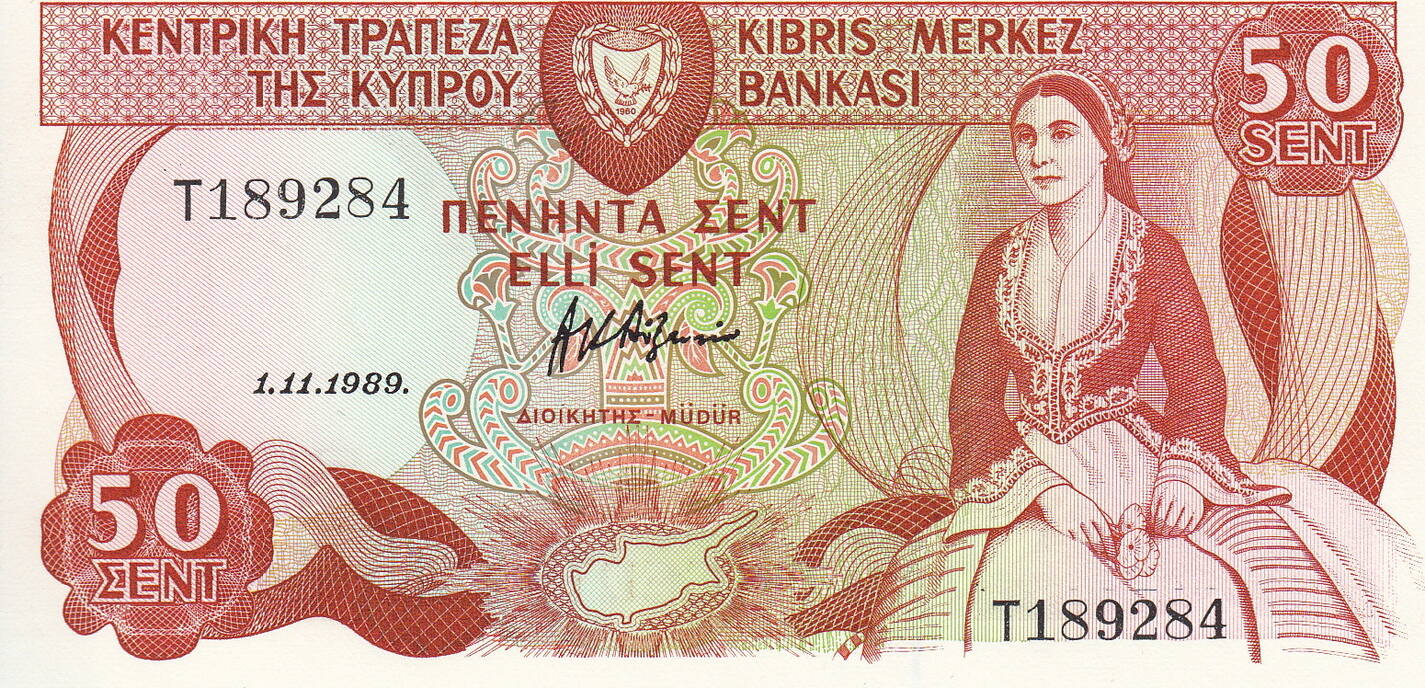 ΚΕΝΤΡΙΚΗ ΤΡΑΠΕΖΑ
ΤΗΣ ΚΥΠΡΟΥ
KIBRIS MERKEZ
BANKASI
50
SENT
1960
T189284
ΠΕΝΗΝΤΑ ΣΕΝΤ
ELLİ SENT
1.11.1989.
ΔΙΟΙΚΗΤΗΣ – MÜDÜR
50
ΣΕΝΤ
T189284